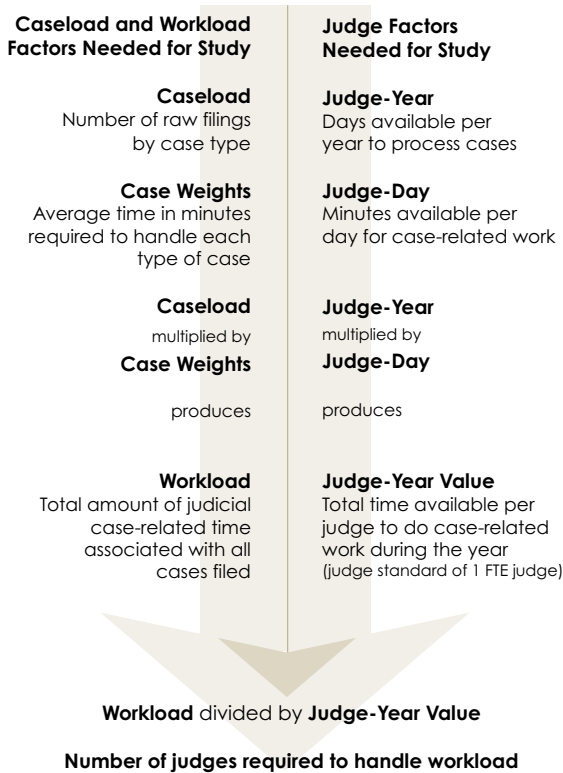 Caseload and Workload
Factors Needed for Study
Caseload
Number of raw filings
by case type
Case Weights
Average time in minutes
required to handle each
type of case
Caseload
multiplied by
Case Weights
produces
Workload
Total amount of judicial
case-related time
associated with all
cases filed
Judge Factors
Needed for Study
Judge-Year
Days available per
year to process cases
Judge-Day
Minutes available per
day for case-related work
Judge-Year
multiplied by
Judge-Day
produces
Judge-Year Value
Total time available per
judge to do case-related
work during the year
(judge standard of 1 FTE judge)
Workload divided by Judge-Year Value
Number of judges required to handle workload